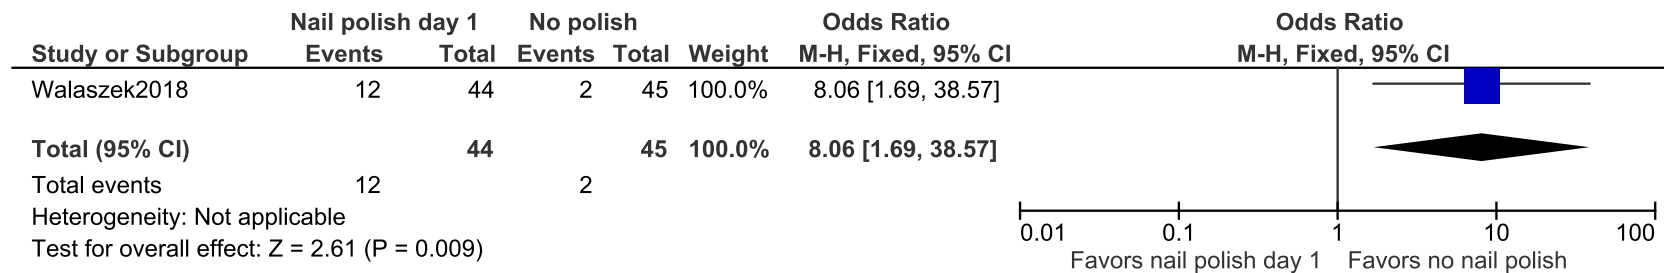 Nail polish day 1 No polish Odds Ratio Odds Ratio
Study or Subgroup Events Total Events Total Weight M-H, Fixed, 95% CI M-H, Fixed, 95% CI
Walaszek2018 12 44 2 45 100.0% 8.06 [1.69, 38.57]
Total (95% CI) 44 45 100.0% 8.06 [1.69, 38.57]
Total events 12 2
Heterogeneity: Not applicable
Test for overall effect: Z = 2.61 (P = 0.009)
0.01 0.1 1 10 100
Favors nail polish day 1 Favors no nail polish